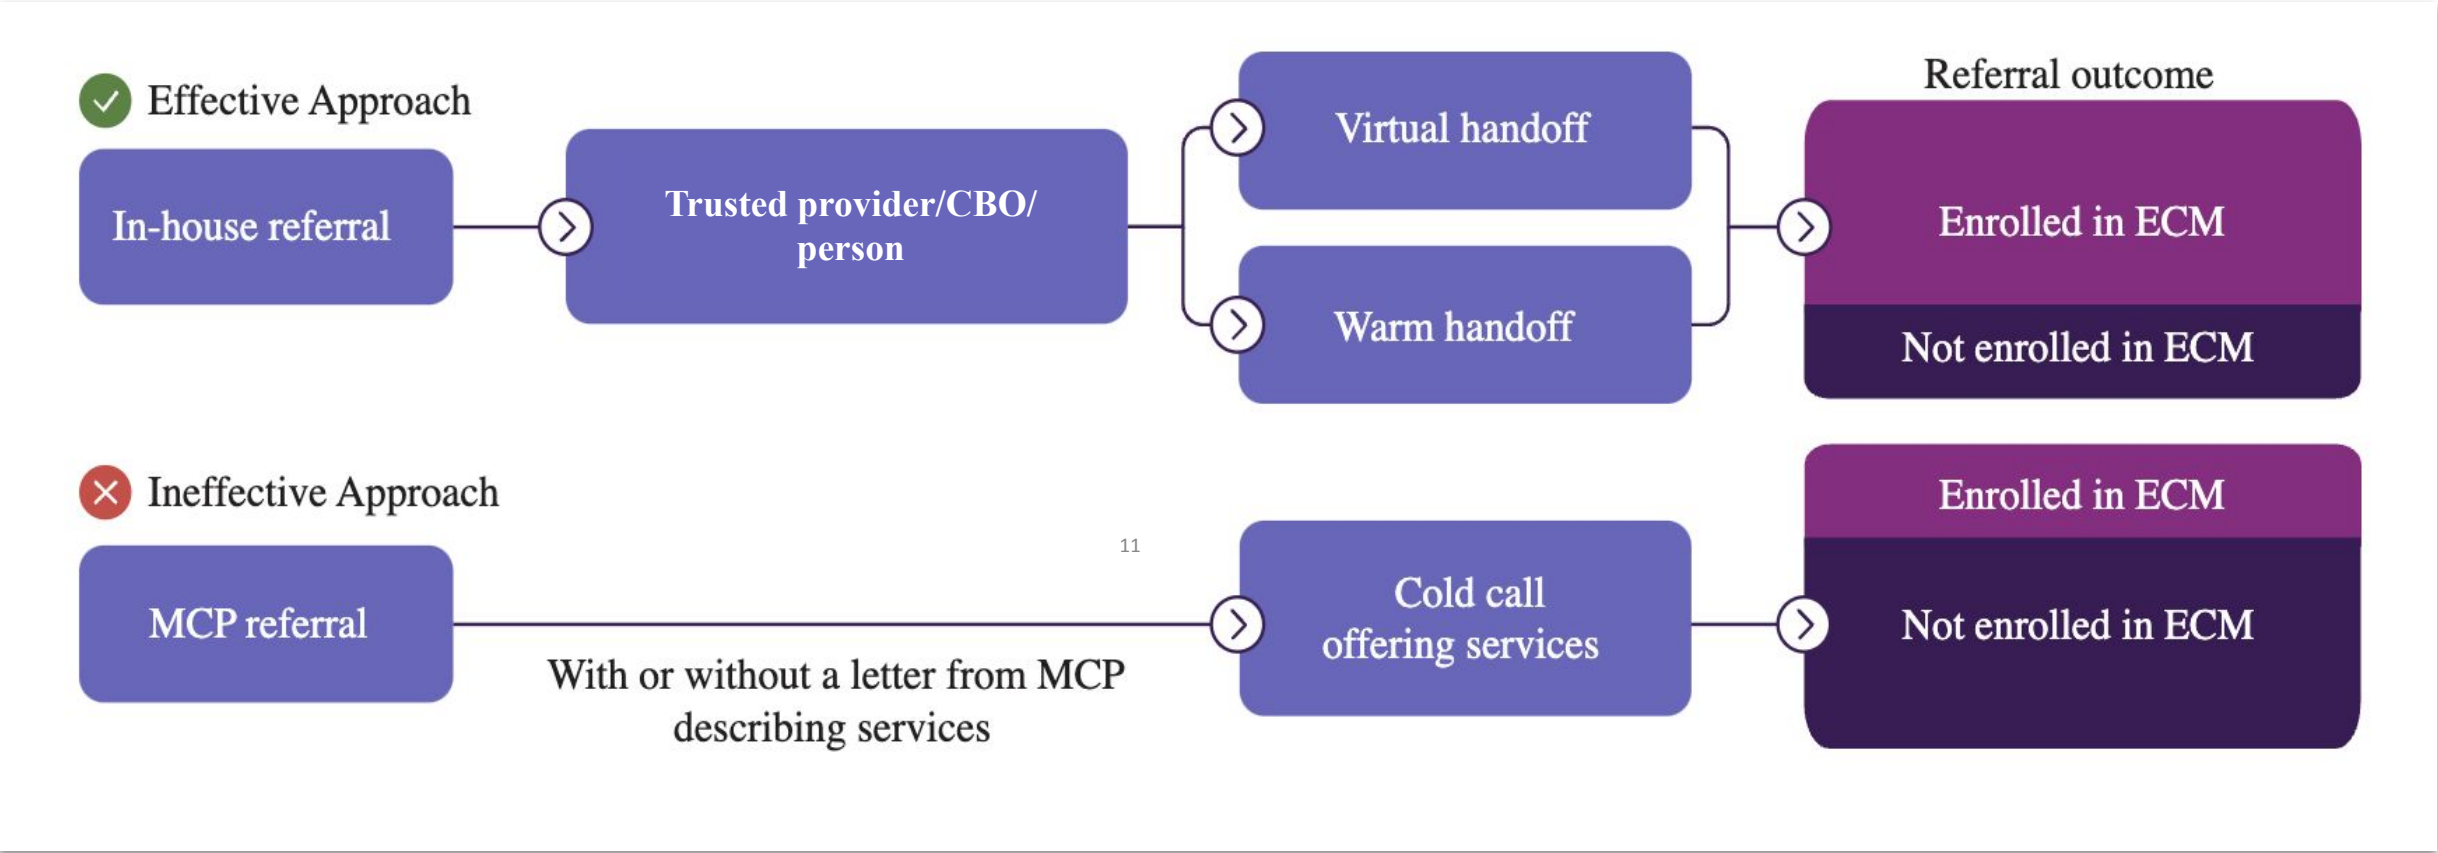 Effective Approach
In-house referral
Trusted provider/CBO/
person
Virtual handoff
Warm handoff
Referral outcome
Enrolled in ECM
Not enrolled in ECM
Ineffective Approach
MCP referral
With or without a letter from MCP
describing services
11
Cold call
offering services
Enrolled in ECM
Not enrolled in ECM